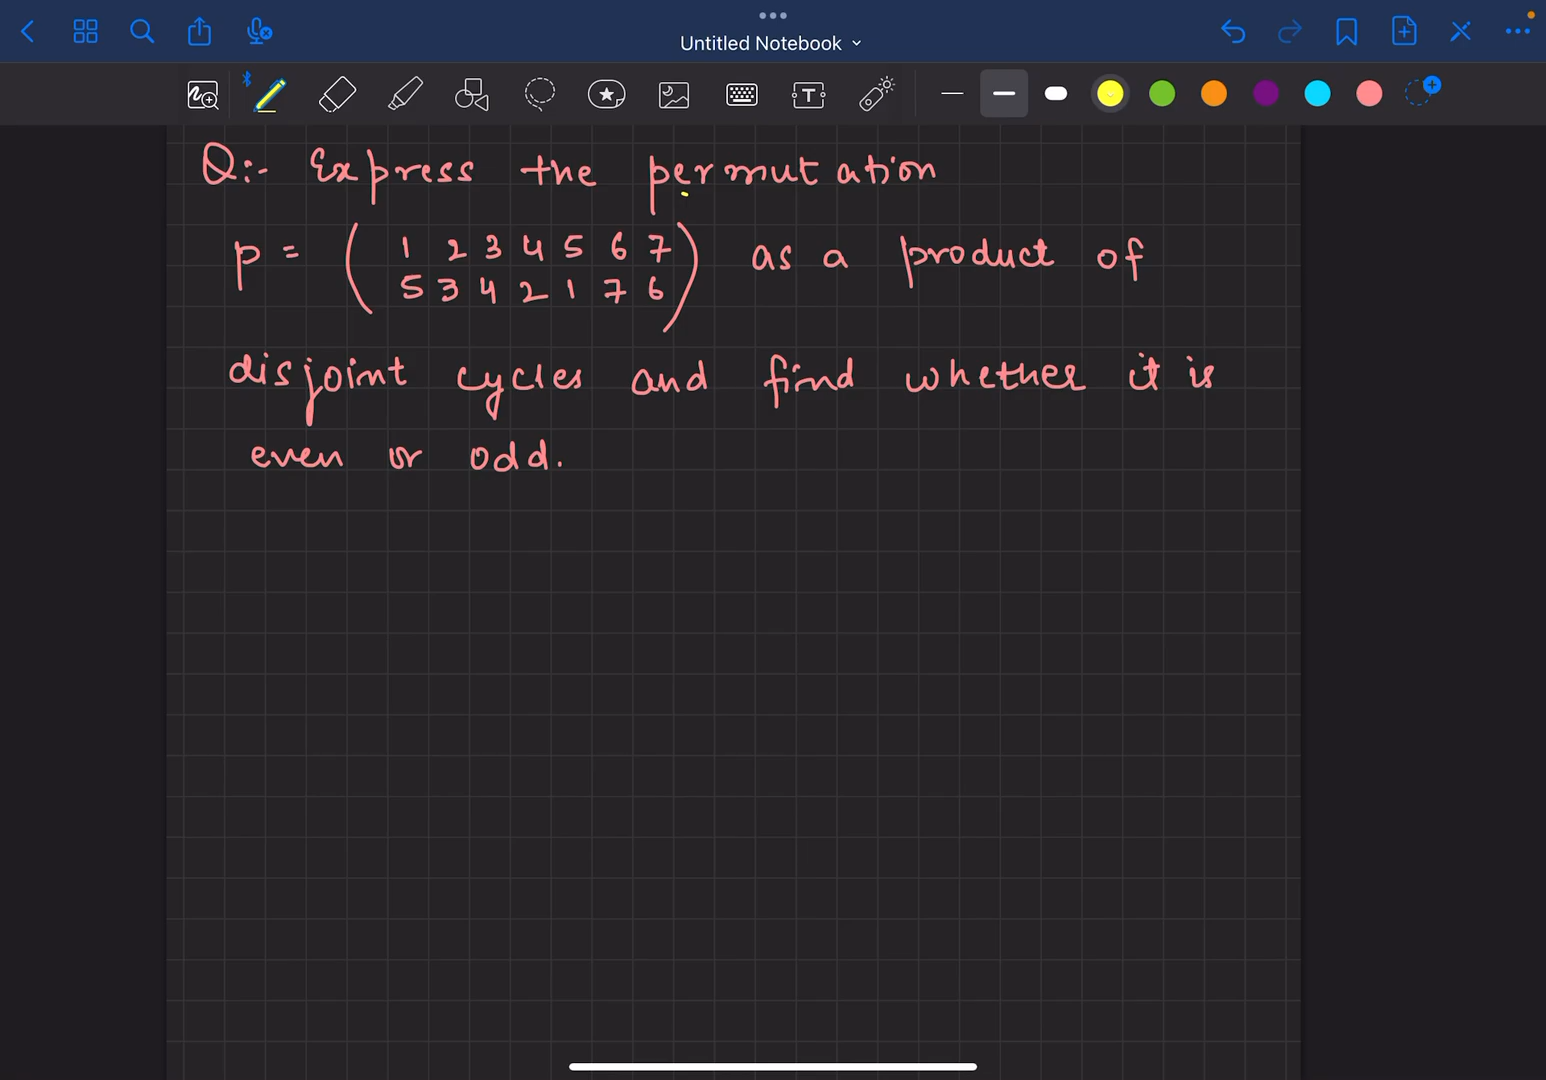 Untitled Notebook
Q:- Express the permutation
p = ( 1 2 3 4 5 6 7 ) as a product of
5 3 4 2 1 7 6
disjoint cycles and find whether it is
even or odd.